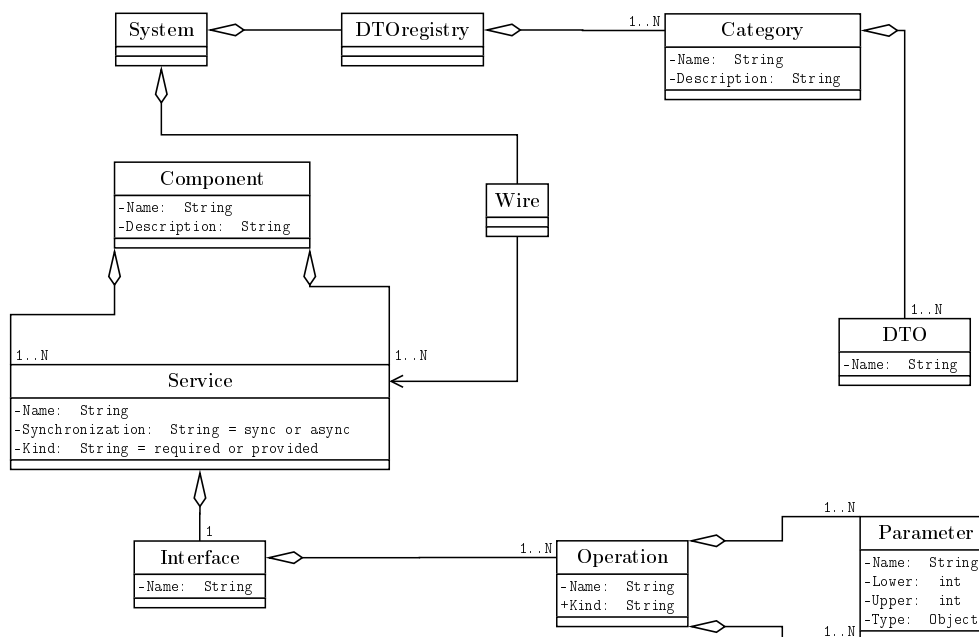 System
DTOregistry
1..N
Category
-Name: String
-Description: String
Component
-Name: String
-Description: String
Wire
1..N
DTO
-Name: String
1..N
1..N
Service
-Name: String
-Synchronization: String = sync or async
-Kind: String = required or provided
1
Interface
-Name: String
1..N
Operation
-Name: String
+Kind: String
1..N
Parameter
-Name: String
-Lower: int
-Upper: int
-Type: Object
1..N